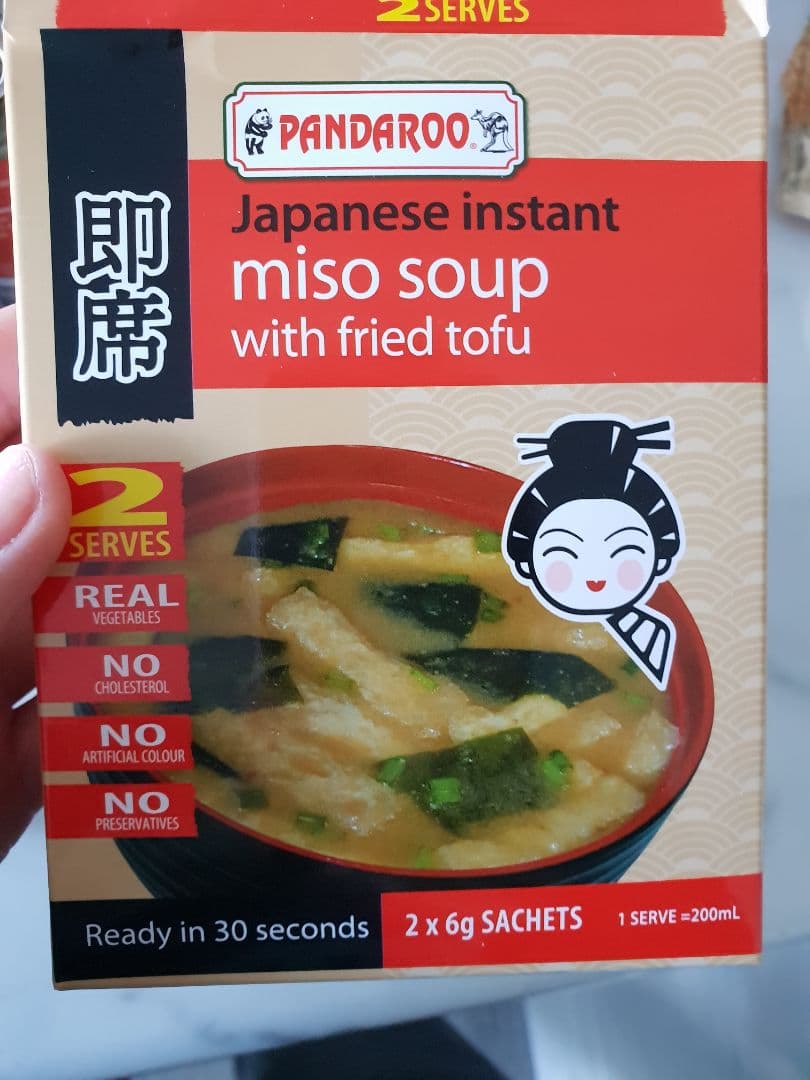 2 SERVES
PANDAROO®
Japanese instant
miso soup
with fried tofu
即席
2
SERVES
REAL
VEGETABLES
NO
CHOLESTEROL
NO
ARTIFICIAL COLOUR
NO
PRESERVATIVES
Ready in 30 seconds
2 x 6g SACHETS
1 SERVE =200mL